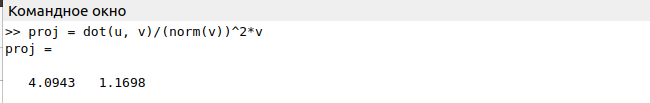 Командное окно
>> proj = dot(u, v)/(norm(v))^2*v
proj =
4.0943   1.1698